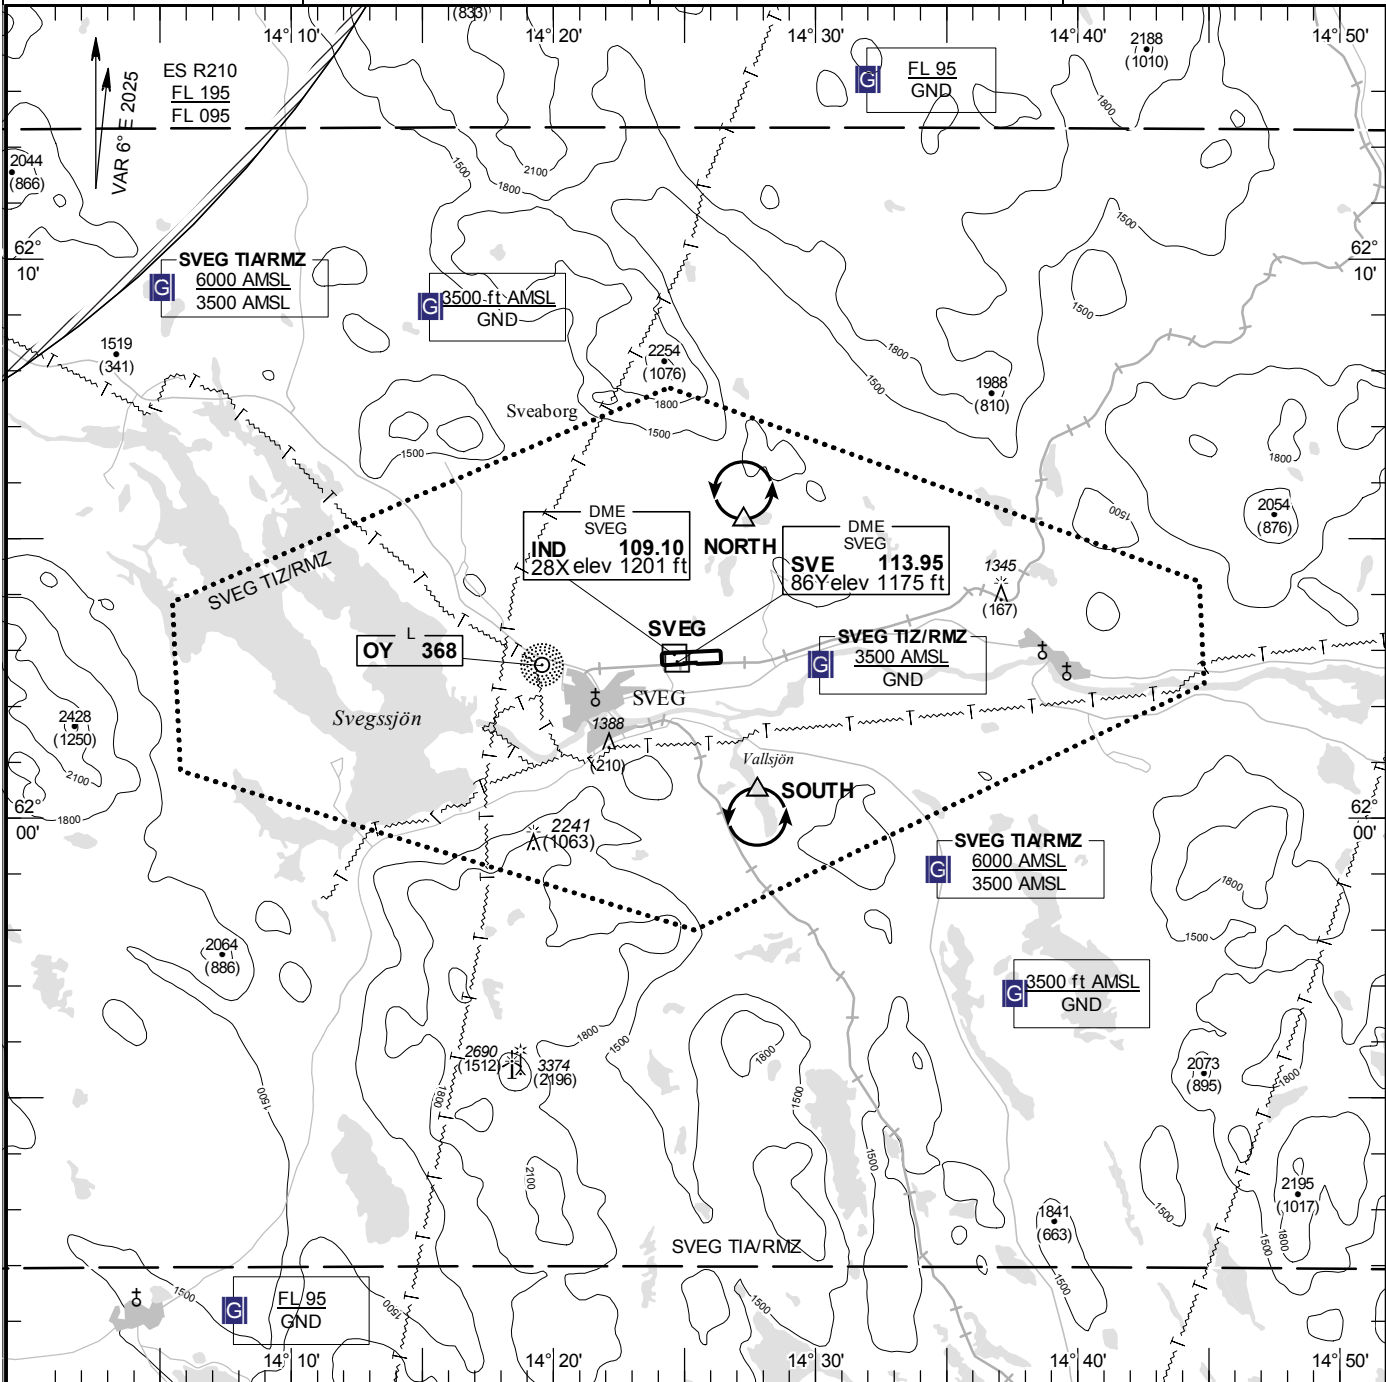 (833)
14° 10'
14° 20'
14° 30'
14° 40'
14° 50'
2188
(1010)
VAR 6° E 2025
ES R210
FL 195
FL 095
G
FL 95
GND
1800
2044
(866)
1500
2100
1800
1500
62°
10'
62°
10'
SVEG TIA/RMZ
G
6000 AMSL
3500 AMSL
G
3500 ft AMSL
GND
1500
1519
(341)
2254
(1076)
1800
1500
1988
(810)
1800
1500
Sveaborg
1500
1800
2054
(876)
1500
DME
SVEG
IND 109.10
28X elev 1201 ft
NORTH
DME
SVEG
SVE 113.95
86Y elev 1175 ft
1345
(167)
SVEG TIZ/RMZ
L
OY 368
SVEG
SVEG TIZ/RMZ
G
3500 AMSL
GND
SVEG
Svegssjön
1388
(210)
2428
(1250)
2100
1800
Vallsjön
SOUTH
62°
00'
62°
00'
2241
(1063)
SVEG TIA/RMZ
G
6000 AMSL
3500 AMSL
1800
1500
2064
(886)
G
3500 ft AMSL
GND
1800
1500
1800
2690
(1512)
3374
(2196)
2073
(895)
1800
1500
1800
1500
1500
2100
2195
(1017)
1500
1841
(663)
1500
1800
SVEG TIA/RMZ
1500
1500
1500
G
FL 95
GND
14° 10'
14° 20'
14° 30'
14° 40'
14° 50'